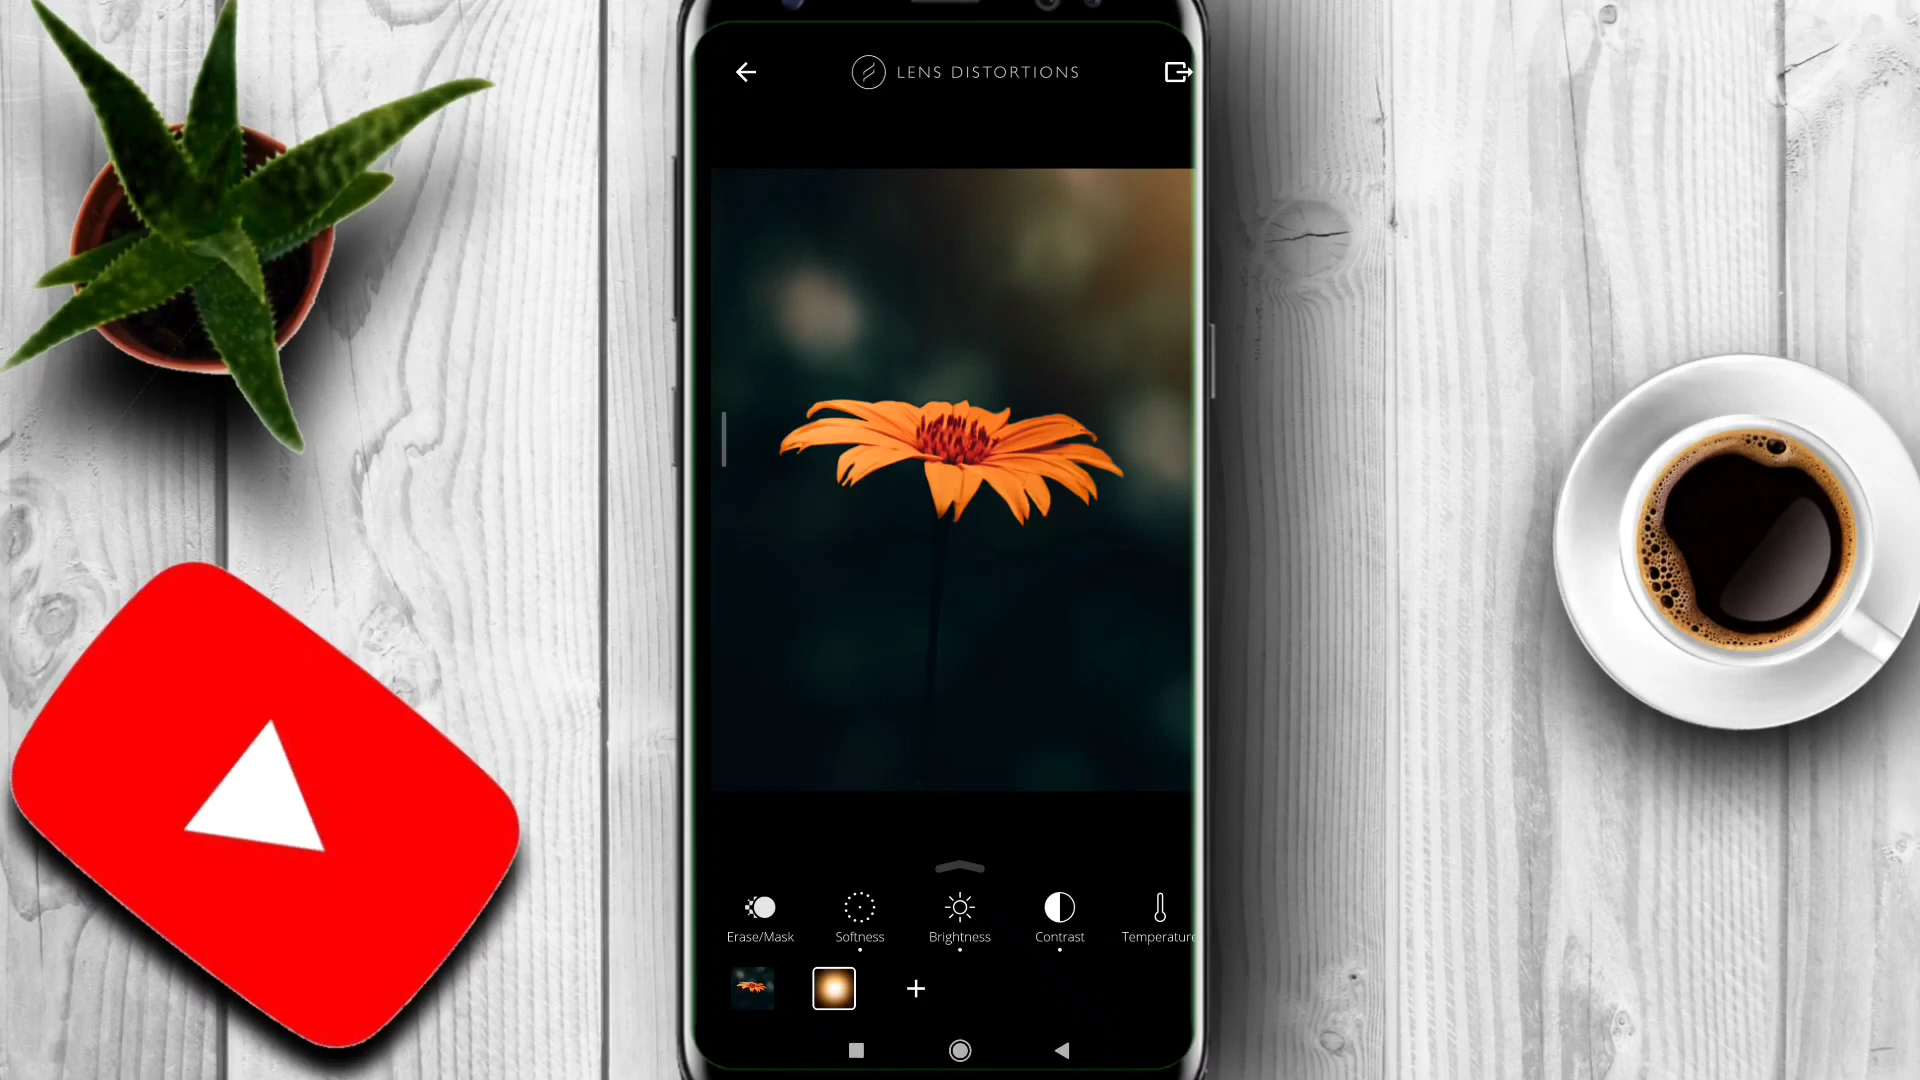 LENS DISTORTIONS
Erase/Mask
Softness
Brightness
Contrast
Temperature